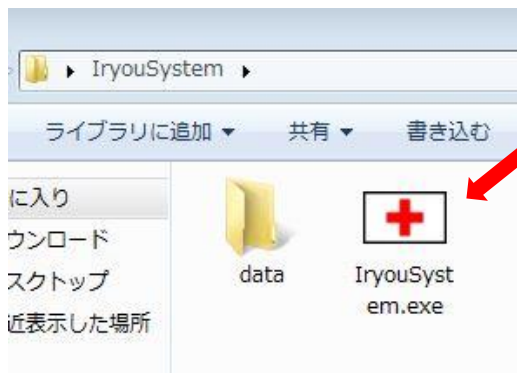 IryouSystem
ライブラリに追加 共有 書き込む
に入り
ウンロード
スクトップ
近表示した場所
data
IryouSyst
em.exe